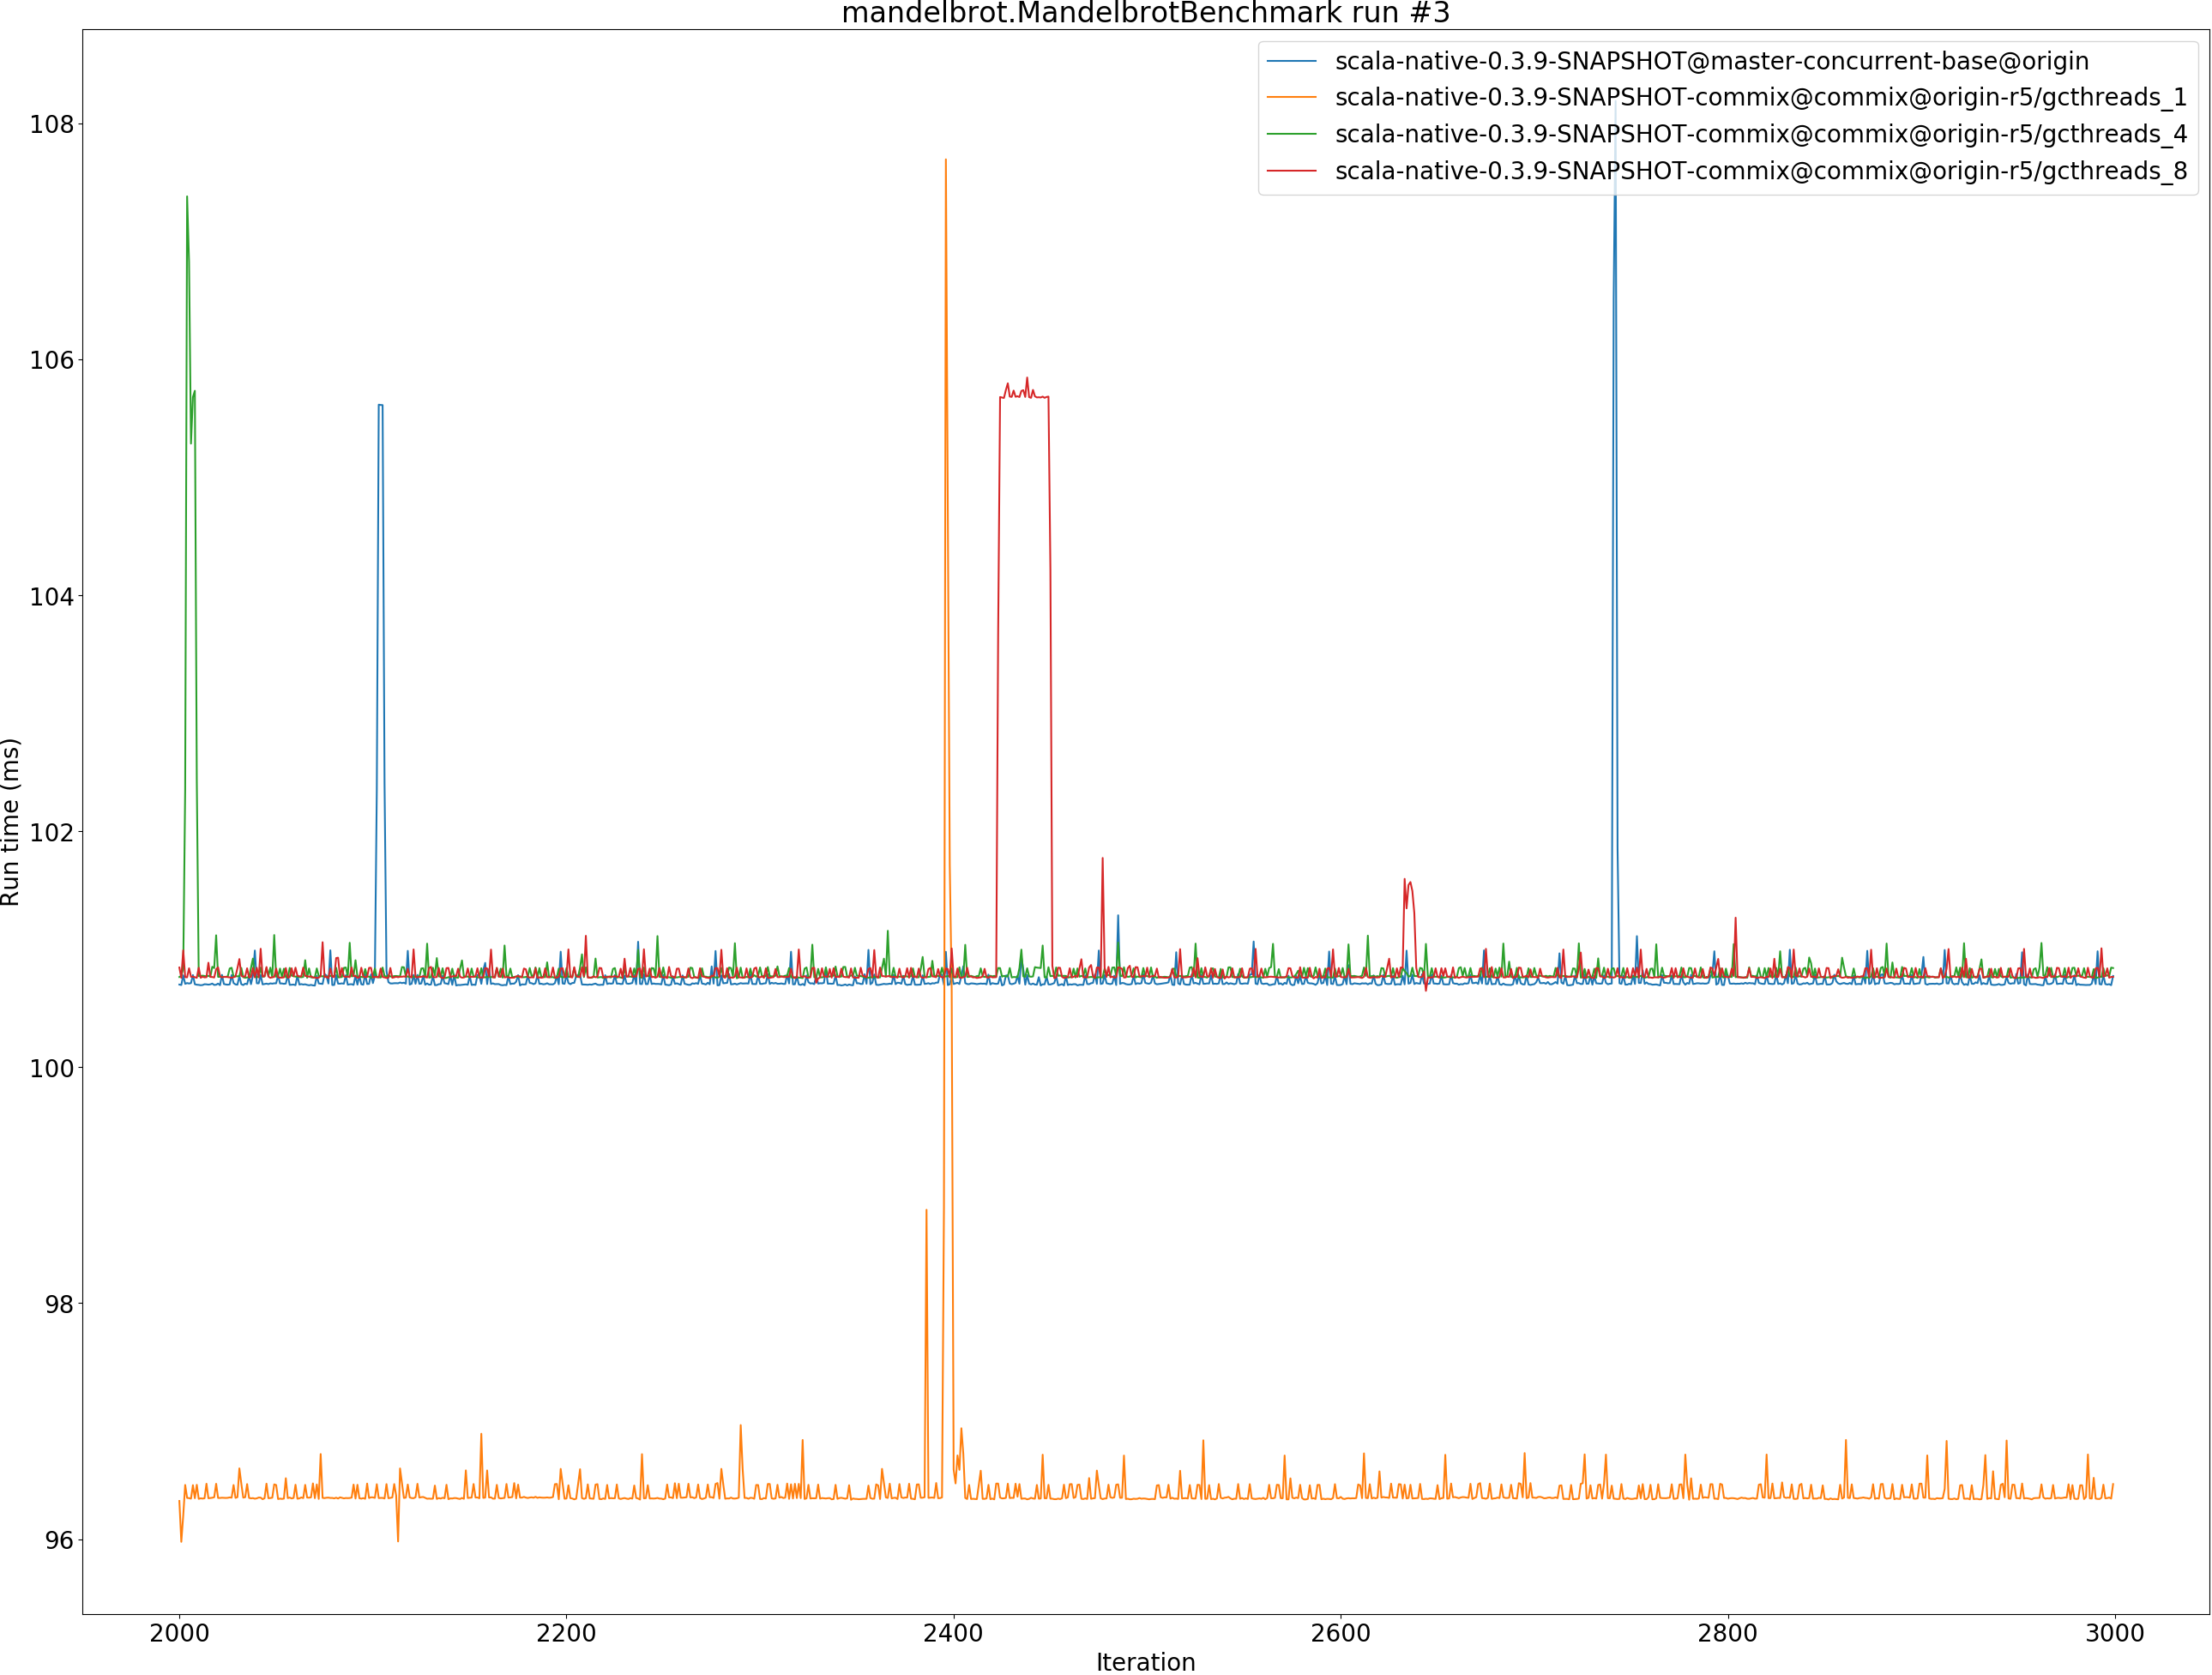 mandelbrot.MandelbrotBenchmark run #3
scala-native-0.3.9-SNAPSHOT@master-concurrent-base@origin
scala-native-0.3.9-SNAPSHOT-commix@commix@origin-r5/gcthreads_1
scala-native-0.3.9-SNAPSHOT-commix@commix@origin-r5/gcthreads_4
scala-native-0.3.9-SNAPSHOT-commix@commix@origin-r5/gcthreads_8
108
106
104
102
100
98
96
Run time (ms)
2000 2200 2400 2600 2800 3000
Iteration